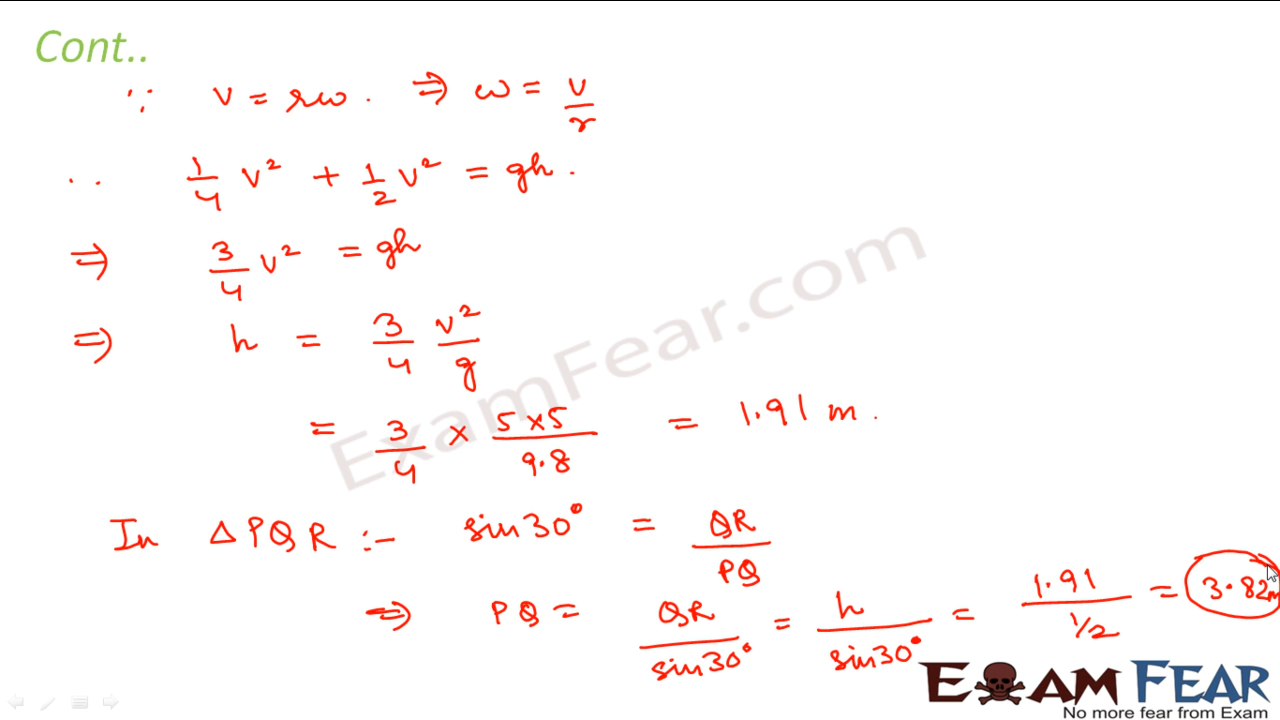 Cont..
∵ v = rω. ⇒ ω = v/r
∴ 1/4 v² + 1/2 v² = gh.
⇒ 3/4 v² = gh
⇒ h = 3/4 v²/g
= 3/4 × 5×5/9.8 = 1.91 m.
In Δ PQR :- sin30° = QR/PQ
⇒ PQ = QR/sin30° = h/sin30° = 1.91/½ = 3.82m
ExamFear.com
EXAM FEAR
No more fear from Exam